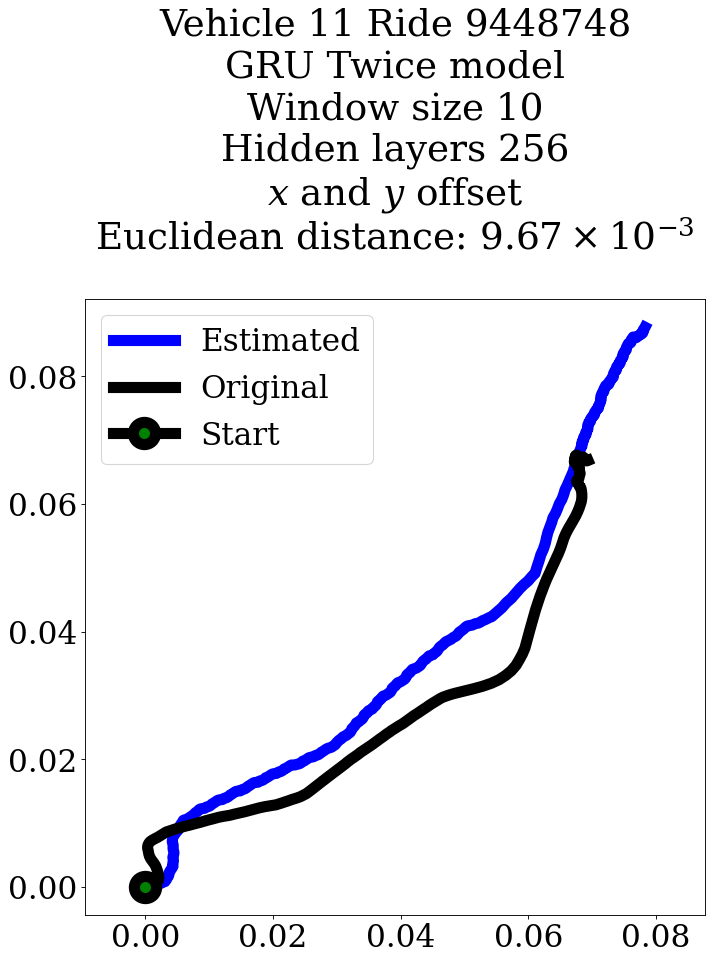 Vehicle 11 Ride 9448748
GRU Twice model
Window size 10
Hidden layers 256
x and y offset
Euclidean distance: 9.67 × 10⁻³
Estimated
Original
Start
0.08
0.06
0.04
0.02
0.00
0.00 0.02 0.04 0.06 0.08